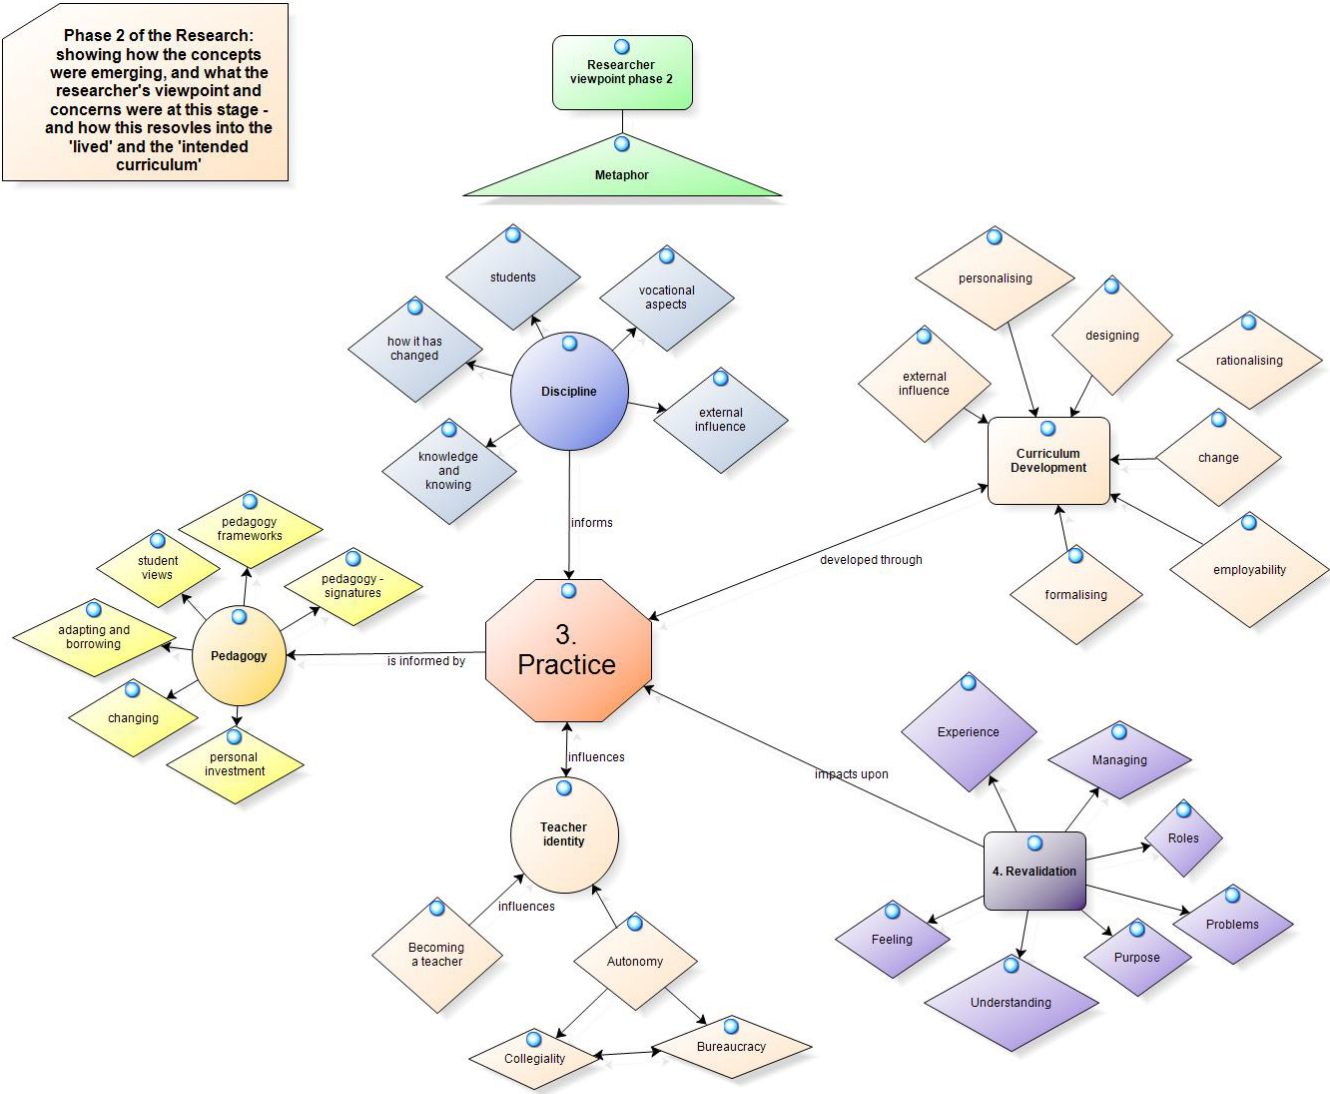 Phase 2 of the Research:
showing how the concepts
were emerging, and what the
researcher's viewpoint and
concerns were at this stage -
and how this resovles into the
'lived' and the 'intended
curriculum'
Researcher
viewpoint phase 2
Metaphor
students
vocational
aspects
how it has
changed
Discipline
external
influence
knowledge
and
knowing
informs
personalising
designing
rationalising
external
influence
Curriculum
Development
change
employability
formalising
developed through
pedagogy
frameworks
student
views
pedagogy -
signatures
adapting and
borrowing
Pedagogy
changing
personal
investment
is informed by
3.
Practice
influences
Teacher
identity
influences
Becoming
a teacher
Autonomy
Collegiality
Bureaucracy
impacts upon
Experience
Managing
Roles
4. Revalidation
Problems
Feeling
Purpose
Understanding